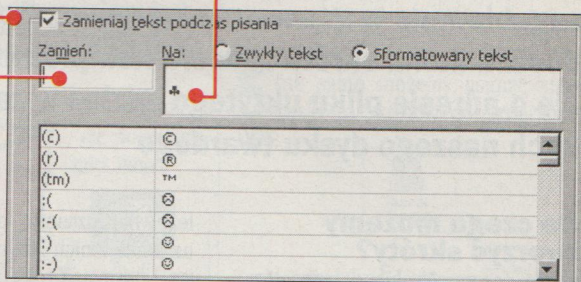 Zamieniaj tekst podczas pisania
Zamień: Na: Zwykły tekst Sformatowany tekst
♣
(c) ©
(r) ®
(tm) ™
:( ☹
:-( ☹
:) ☺
:-) ☺